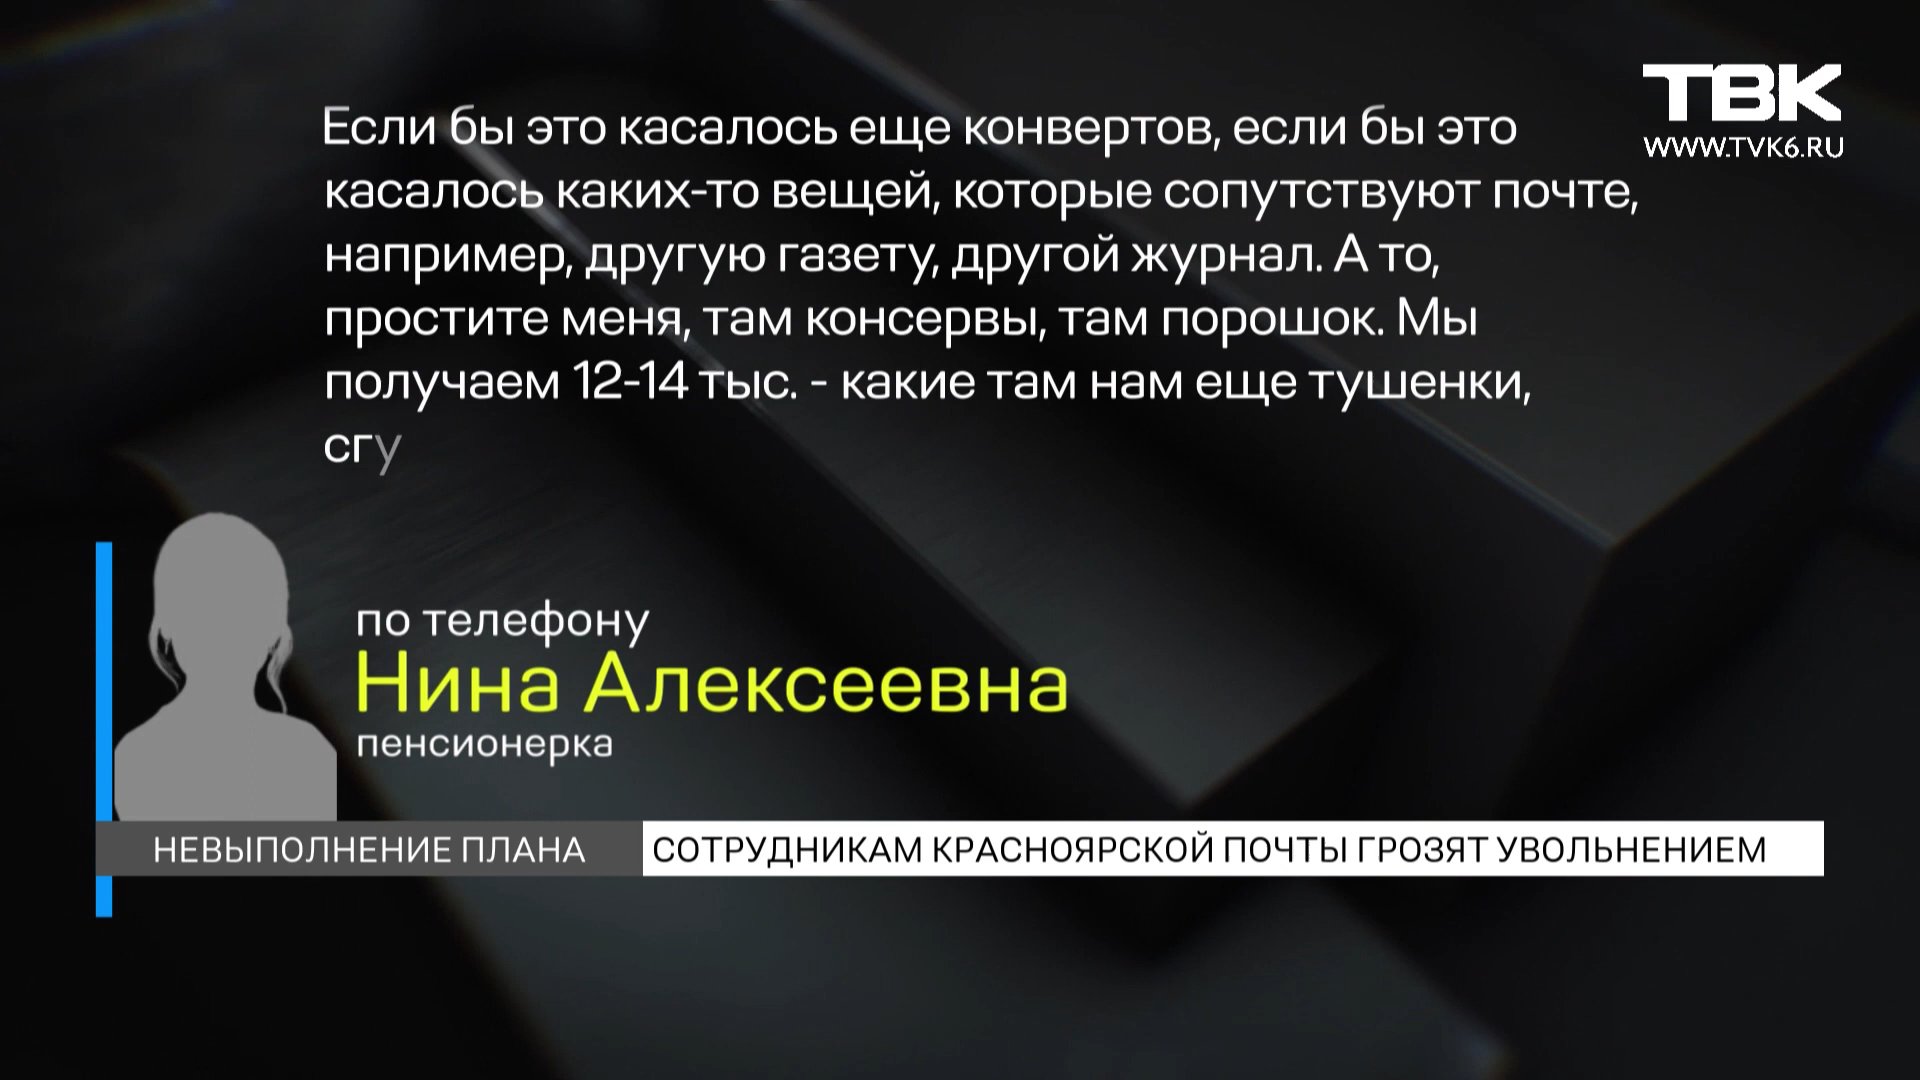 ТВК
WWW.TVK6.RU
Если бы это касалось еще конвертов, если бы это
касалось каких-то вещей, которые сопутствуют почте,
например, другую газету, другой журнал. А то,
простите меня, там консервы, там порошок. Мы
получаем 12-14 тыс. - какие там нам еще тушенки,
сгу
по телефону
Нина Алексеевна
пенсионерка
НЕВЫПОЛНЕНИЕ ПЛАНА СОТРУДНИКАМ КРАСНОЯРСКОЙ ПОЧТЫ ГРОЗЯТ УВОЛЬНЕНИЕМ